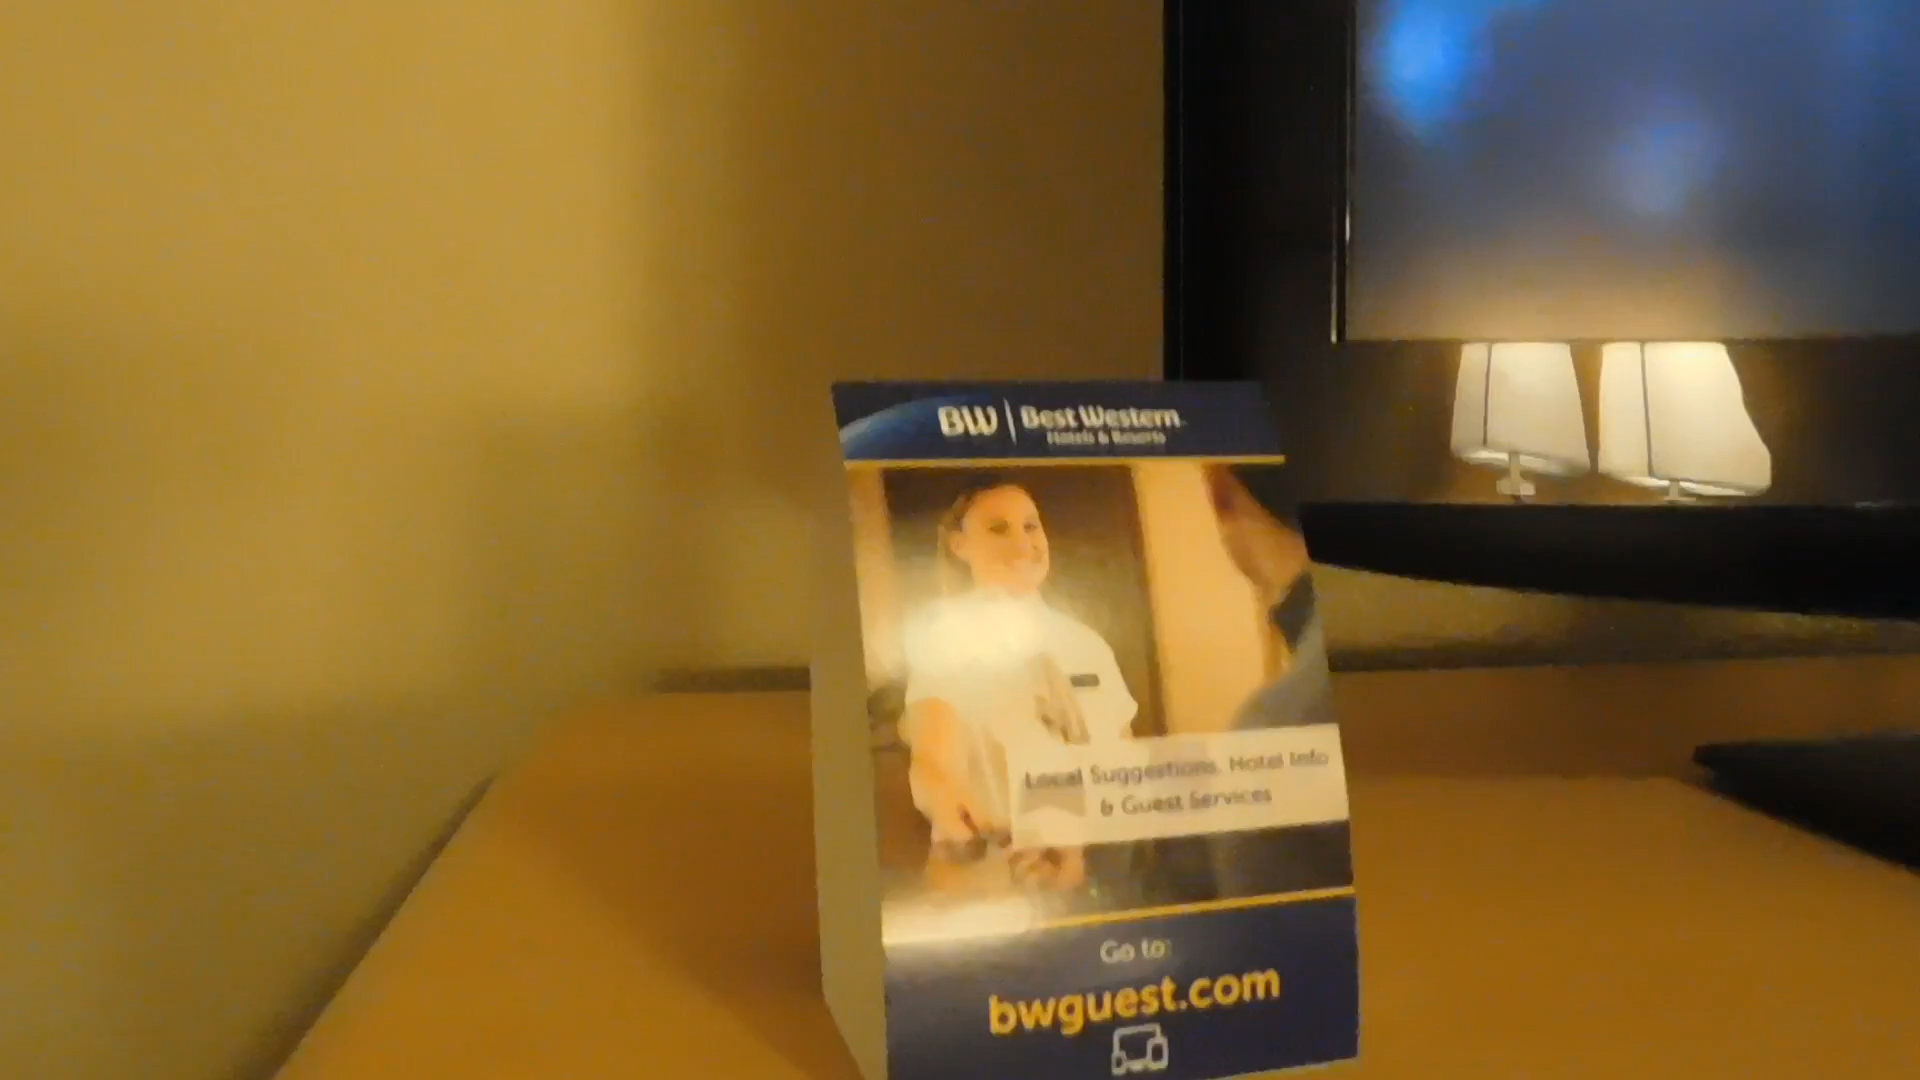 BW | Best Western
Hotels & Resorts
Local Suggestions, Hotel Info
& Guest Services
Go to:
bwguest.com